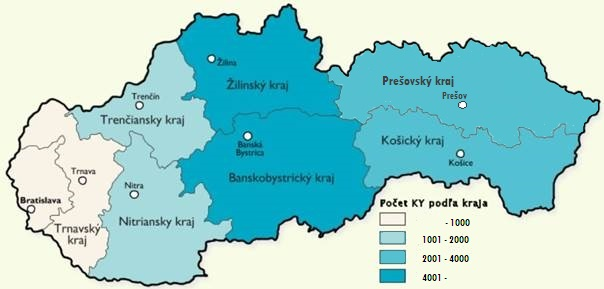 Žilina
Žilinský kraj
Prešovský kraj
Prešov
Trenčín
Trenčiansky kraj
Košický kraj
Košice
Banská
Bystrica
Banskobystrický kraj
Trnava
Nitra
Bratislava
Trnavský
kraj
Nitriansky kraj
Počet KY podľa kraja
- 1000
1001 - 2000
2001 - 4000
4001 -